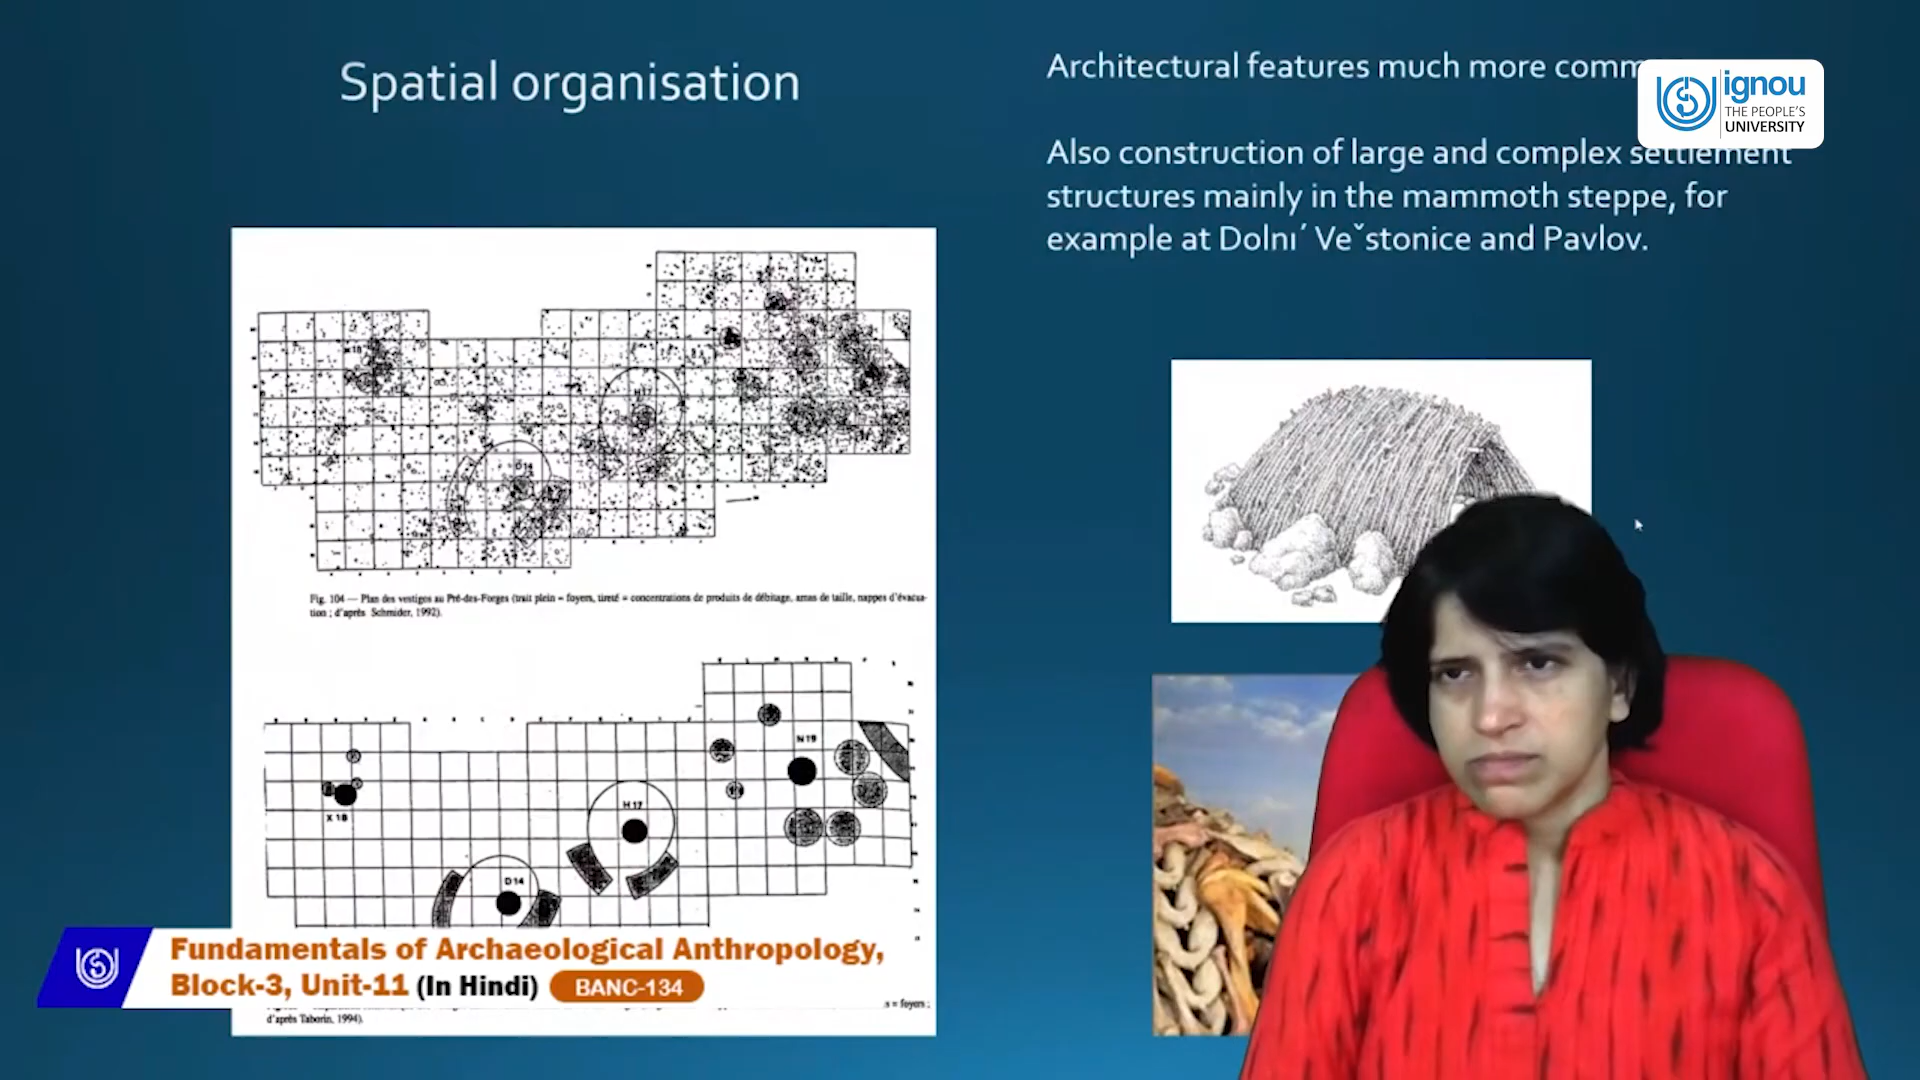 Spatial organisation
Architectural features much more comm
Also construction of large and complex settlement
structures mainly in the mammoth steppe, for
example at Dolnı´ Veˇstonice and Pavlov.
ignou
THE PEOPLE'S
UNIVERSITY
X18
H17
D14
Fig. 104 — Plan des vestiges au Pré-des-Forges (trait plein = foyers, tireté = concentrations de produits de débitage, amas de taille, nappes d'évacua-
tion ; d'après Schmider, 1992).
N19
H17
X18
D14
Fundamentals of Archaeological Anthropology,
Block-3, Unit-11 (In Hindi) BANC-134
s = foyers ;
d'après Taborin, 1994).